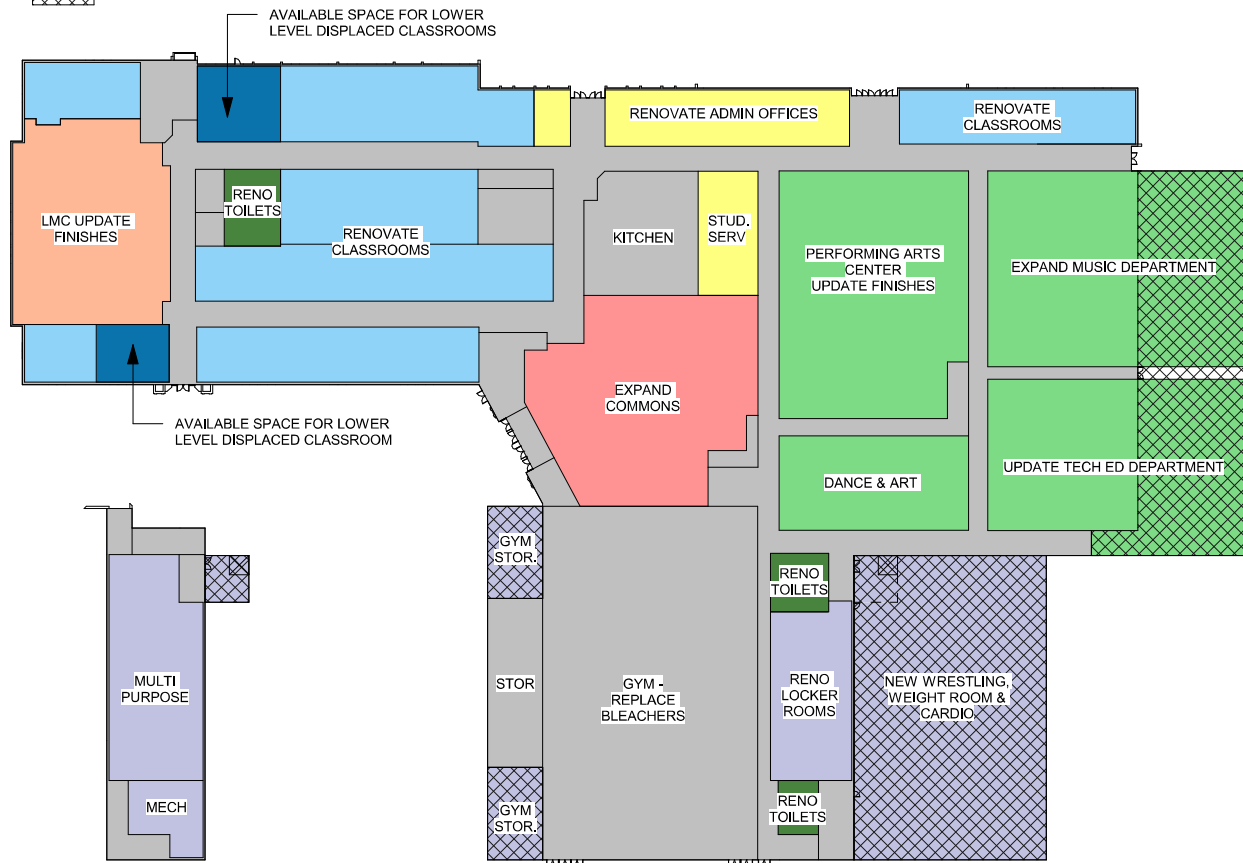 AVAILABLE SPACE FOR LOWER
LEVEL DISPLACED CLASSROOMS
RENOVATE ADMIN OFFICES
RENOVATE
CLASSROOMS
LMC UPDATE
FINISHES
RENO
TOILETS
RENOVATE
CLASSROOMS
KITCHEN
STUD.
SERV
PERFORMING ARTS
CENTER
UPDATE FINISHES
EXPAND MUSIC DEPARTMENT
EXPAND
COMMONS
AVAILABLE SPACE FOR LOWER
LEVEL DISPLACED CLASSROOM
DANCE & ART
UPDATE TECH ED DEPARTMENT
GYM
STOR.
RENO
TOILETS
MULTI
PURPOSE
STOR
GYM -
REPLACE
BLEACHERS
RENO
LOCKER
ROOMS
NEW WRESTLING,
WEIGHT ROOM &
CARDIO
MECH
GYM
STOR.
RENO
TOILETS